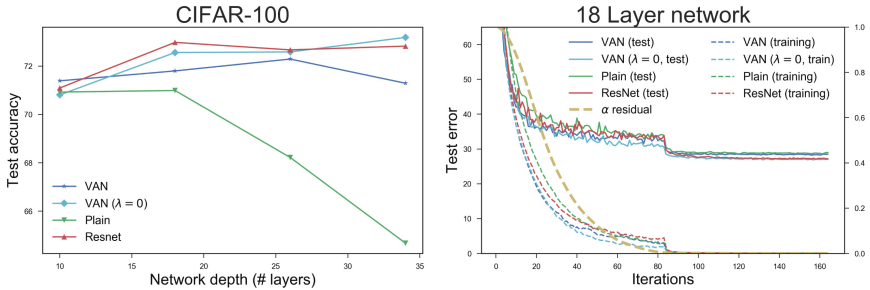 CIFAR-100
72
70
68
66
Test accuracy
VAN
VAN (λ = 0)
Plain
Resnet
10 15 20 25 30 35
Network depth (# layers)
18 Layer network
60
50
40
30
20
10
0
Test error
VAN (test)
VAN (λ = 0, test)
Plain (test)
ResNet (test)
α residual
VAN (training)
VAN (λ = 0, train)
Plain (training)
ResNet (training)
1.0
0.8
0.6
0.4
0.2
0.0
0 20 40 60 80 100 120 140 160
Iterations